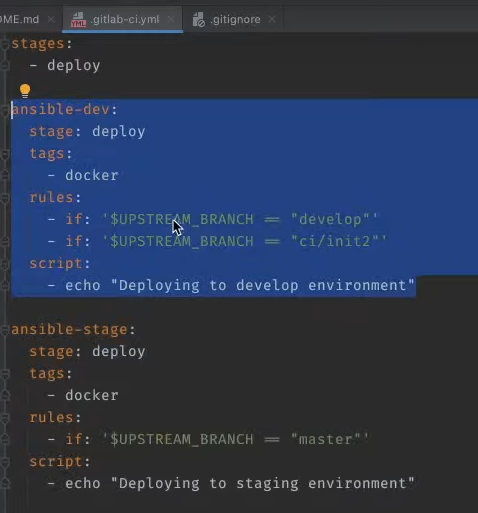 OME.md
.gitlab-ci.yml
.gitignore
stages:
  - deploy
ansible-dev:
  stage: deploy
  tags:
    - docker
  rules:
    - if: '$UPSTREAM_BRANCH == "develop"'
    - if: '$UPSTREAM_BRANCH == "ci/init2"'
  script:
    - echo "Deploying to develop environment"
ansible-stage:
  stage: deploy
  tags:
    - docker
  rules:
    - if: '$UPSTREAM_BRANCH == "master"'
  script:
    - echo "Deploying to staging environment"